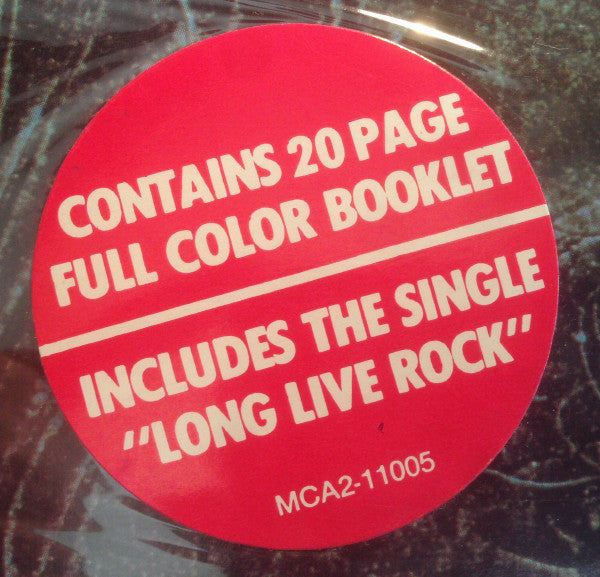 CONTAINS 20 PAGE
FULL COLOR BOOKLET
INCLUDES THE SINGLE
"LONG LIVE ROCK"
MCA2-11005